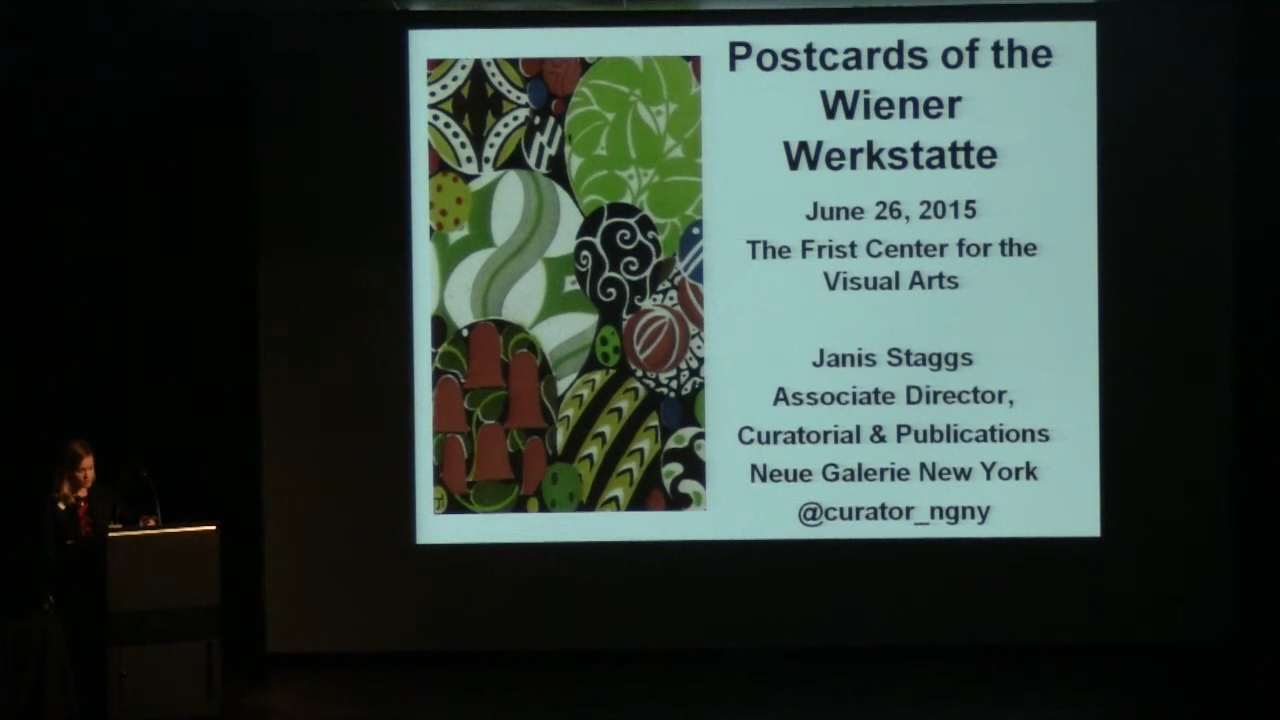 Postcards of the
Wiener
Werkstatte
June 26, 2015
The Frist Center for the
Visual Arts
Janis Staggs
Associate Director,
Curatorial & Publications
Neue Galerie New York
@curator_ngny